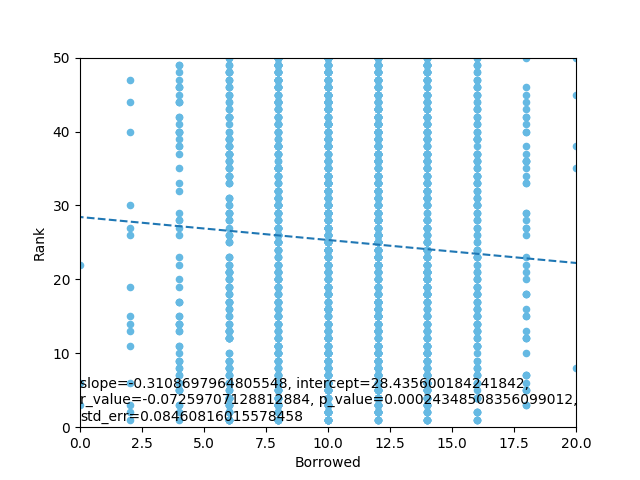 50
40
30
20
10
0
Rank
slope=-0.3108697964805548, intercept=28.435600184241842,
r_value=-0.07259707128812884, p_value=0.00024348508356099012,
std_err=0.08460816015578458
0.0 2.5 5.0 7.5 10.0 12.5 15.0 17.5 20.0
Borrowed